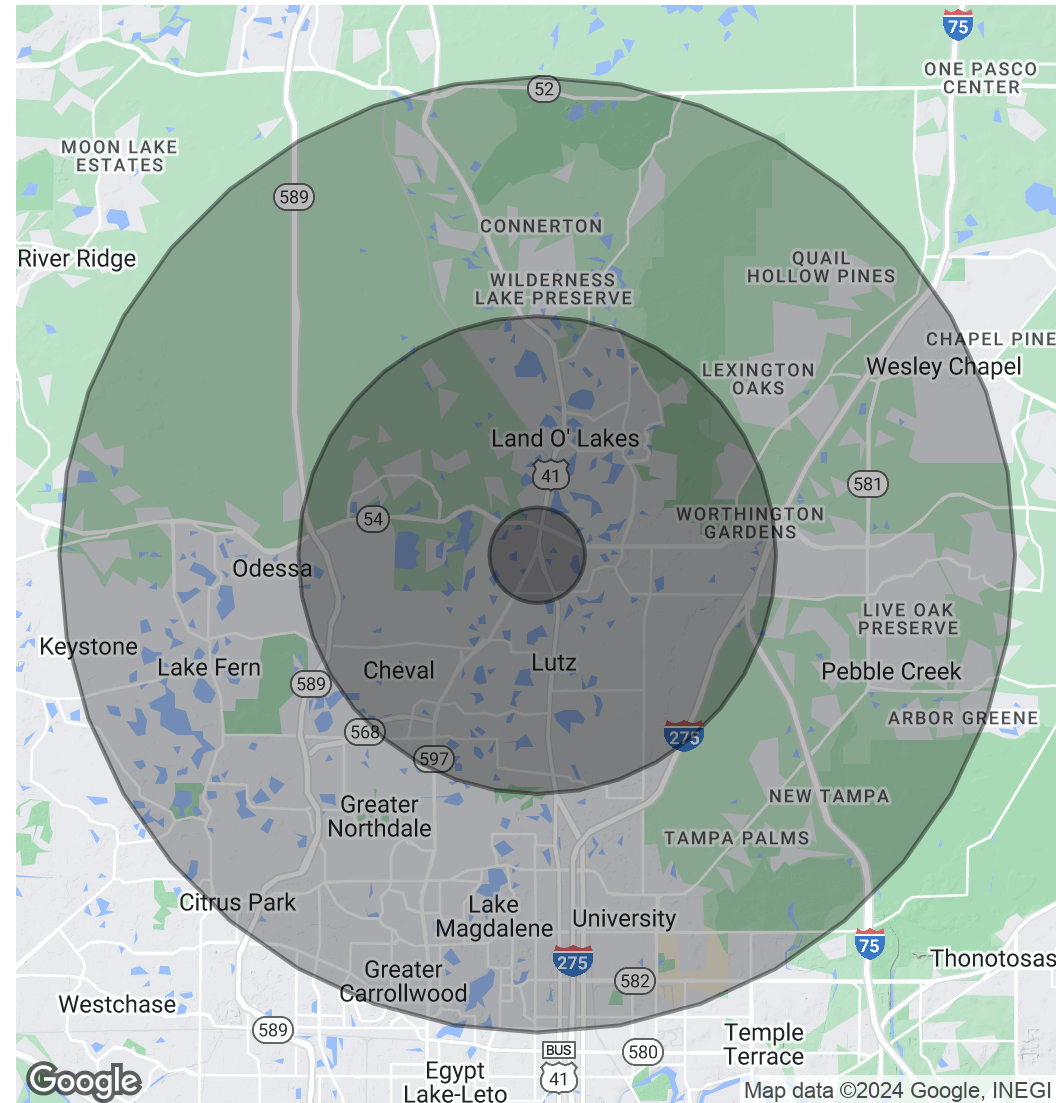 75
ONE PASCO
CENTER
52
MOON LAKE
ESTATES
589
CONNERTON
River Ridge
QUAIL
HOLLOW PINES
WILDERNESS
LAKE PRESERVE
CHAPEL PINE
LEXINGTON
OAKS
Wesley Chapel
Land O' Lakes
41
581
54
WORTHINGTON
GARDENS
Odessa
LIVE OAK
PRESERVE
Keystone
Lake Fern
Cheval
Lutz
Pebble Creek
589
ARBOR GREENE
568
275
597
NEW TAMPA
Greater
Northdale
TAMPA PALMS
Citrus Park
Lake
Magdalene
University
75
275
Thonotosas
Greater
Carrollwood
582
Westchase
589
Temple
Terrace
BUS
41
580
Egypt
Lake-Leto
Google
Map data ©2024 Google, INEGI